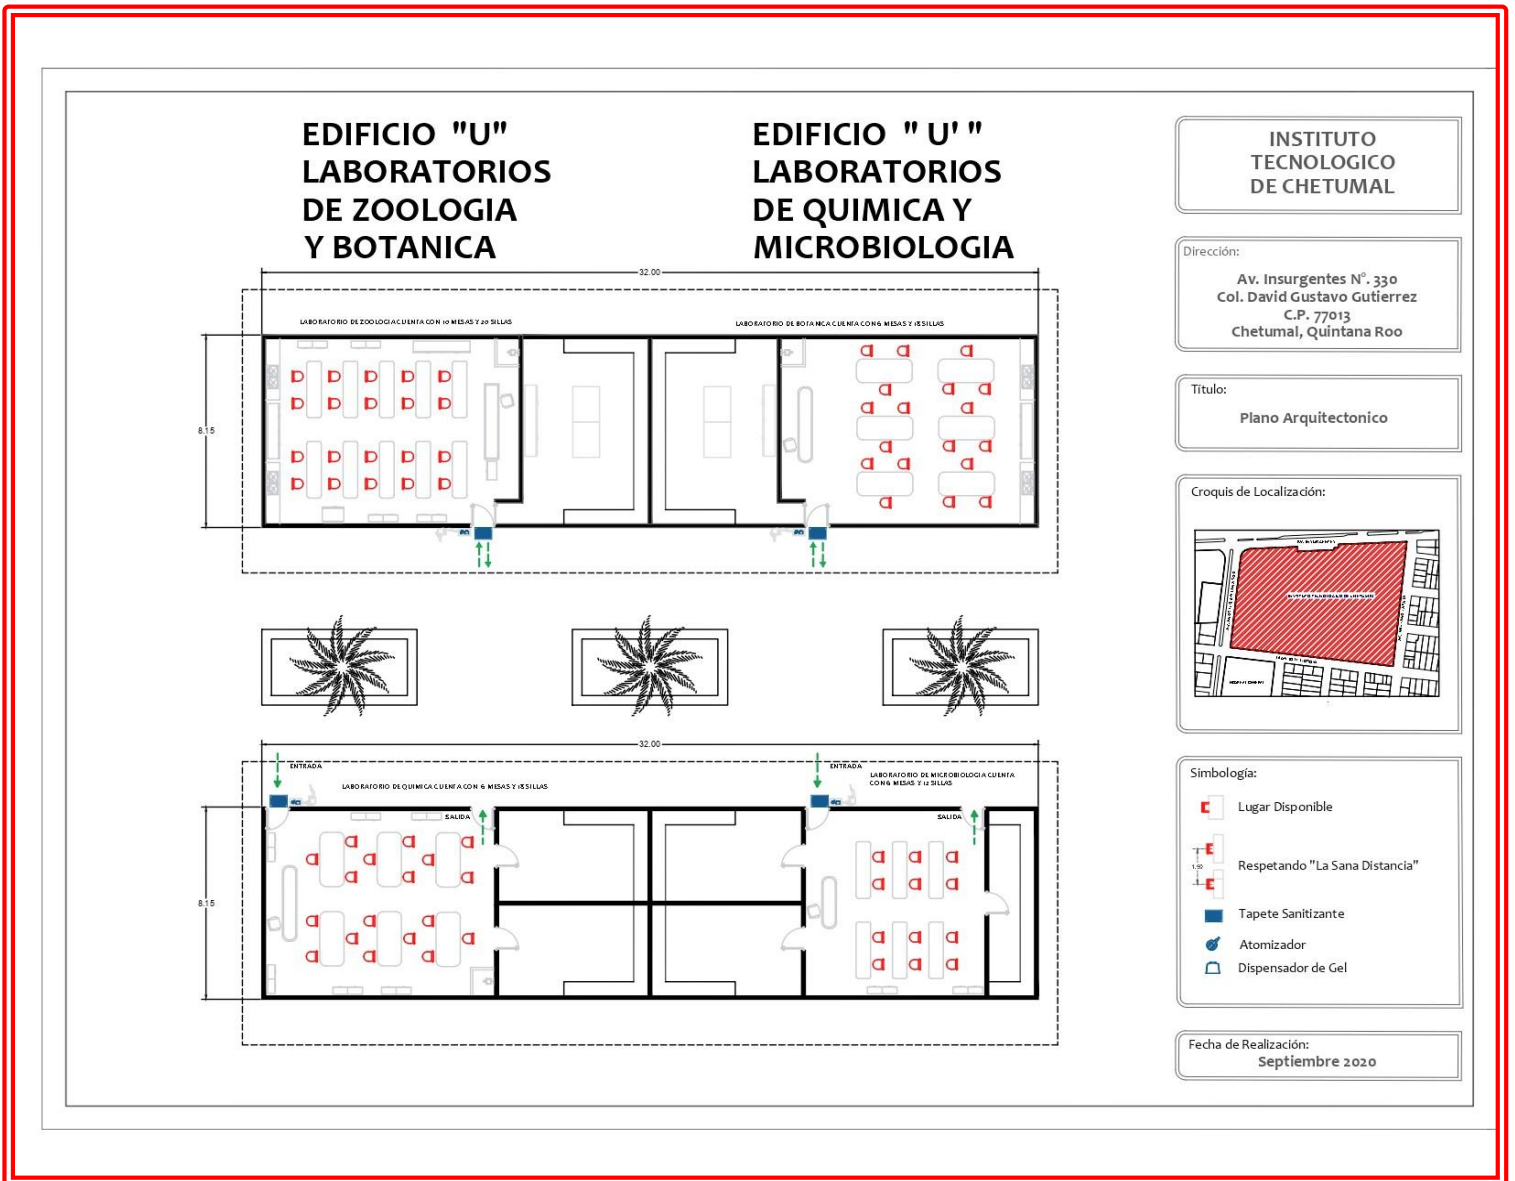 EDIFICIO "U"
LABORATORIOS
DE ZOOLOGIA
Y BOTANICA
EDIFICIO " U' "
LABORATORIOS
DE QUIMICA Y
MICROBIOLOGIA
32.00
LABORATORIO DE ZOOLOGIA CUENTA CON 10 MESAS Y 20 SILLAS
LABORATORIO DE BOTANICA CUENTA CON 6 MESAS Y 18 SILLAS
8.15
32.00
ENTRADA
LABORATORIO DE QUIMICA CUENTA CON 6 MESAS Y 18 SILLAS
ENTRADA
LABORATORIO DE MICROBIOLOGIA CUENTA
CON 6 MESAS Y 12 SILLAS
SALIDA
SALIDA
8.15
INSTITUTO
TECNOLOGICO
DE CHETUMAL
Dirección:
Av. Insurgentes N°. 330
Col. David Gustavo Gutierrez
C.P. 77013
Chetumal, Quintana Roo
Título:
Plano Arquitectonico
Croquis de Localización:
Simbología:
Lugar Disponible
Respetando "La Sana Distancia"
Tapete Sanitizante
Atomizador
Dispensador de Gel
Fecha de Realización:
Septiembre 2020